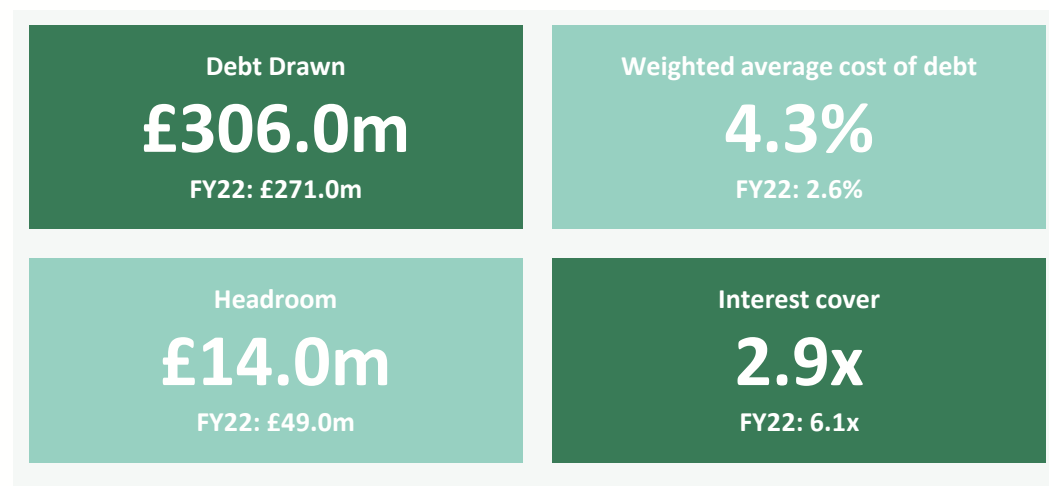 Debt Drawn
£306.0m
FY22: £271.0m
Weighted average cost of debt
4.3%
FY22: 2.6%
Headroom
£14.0m
FY22: £49.0m
Interest cover
2.9x
FY22: 6.1x